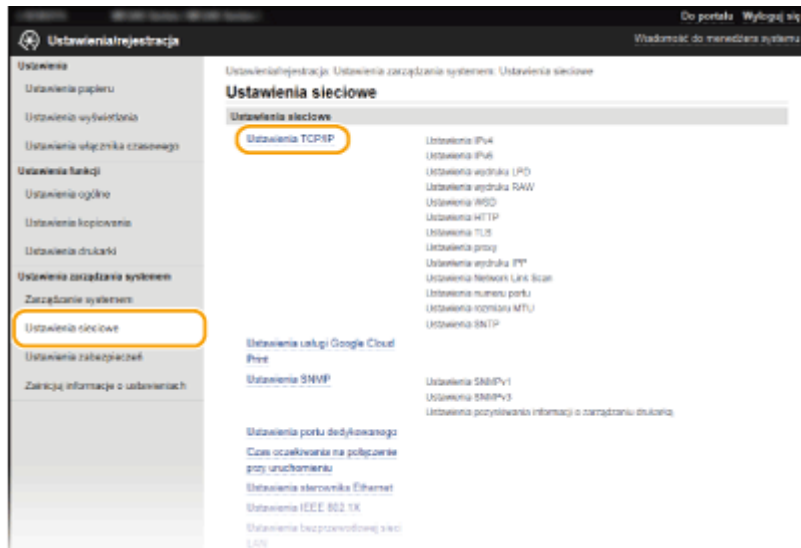 Do portalu Wyloguj się
Ustawienia/rejestracja
Wiadomość do menedżera systemu
Ustawienia
Ustawienia papieru
Ustawienia wyświetlania
Ustawienia włącznika czasowego
Ustawienia funkcji
Ustawienia ogólne
Ustawienia kopiowania
Ustawienia drukarki
Ustawienia zarządzania systemem
Zarządzanie systemem
Ustawienia sieciowe
Ustawienia zabezpieczeń
Zainicjuj informacje o ustawieniach
Ustawienia/rejestracja: Ustawienia zarządzania systemem: Ustawienia sieciowe
Ustawienia sieciowe
Ustawienia sieciowe
Ustawienia TCP/IP
Ustawienia IPv4
Ustawienia IPv6
Ustawienia wydruku LPD
Ustawienia wydruku RAW
Ustawienia WSD
Ustawienia HTTP
Ustawienia TLS
Ustawienia proxy
Ustawienia wydruku IPP
Ustawienia Network Link Scan
Ustawienia numeru portu
Ustawienia rozmiaru MTU
Ustawienia SNTP
Ustawienia usługi Google Cloud
Print
Ustawienia SNMP
Ustawienia SNMPv1
Ustawienia SNMPv3
Ustawienia pozyskiwania informacji o zarządzaniu drukarką
Ustawienia portu dedykowanego
Czas oczekiwania na połączenie
przy uruchomieniu
Ustawienia sterownika Ethernet
Ustawienia IEEE 802.1X
Ustawienia bezprzewodowej sieci
LAN